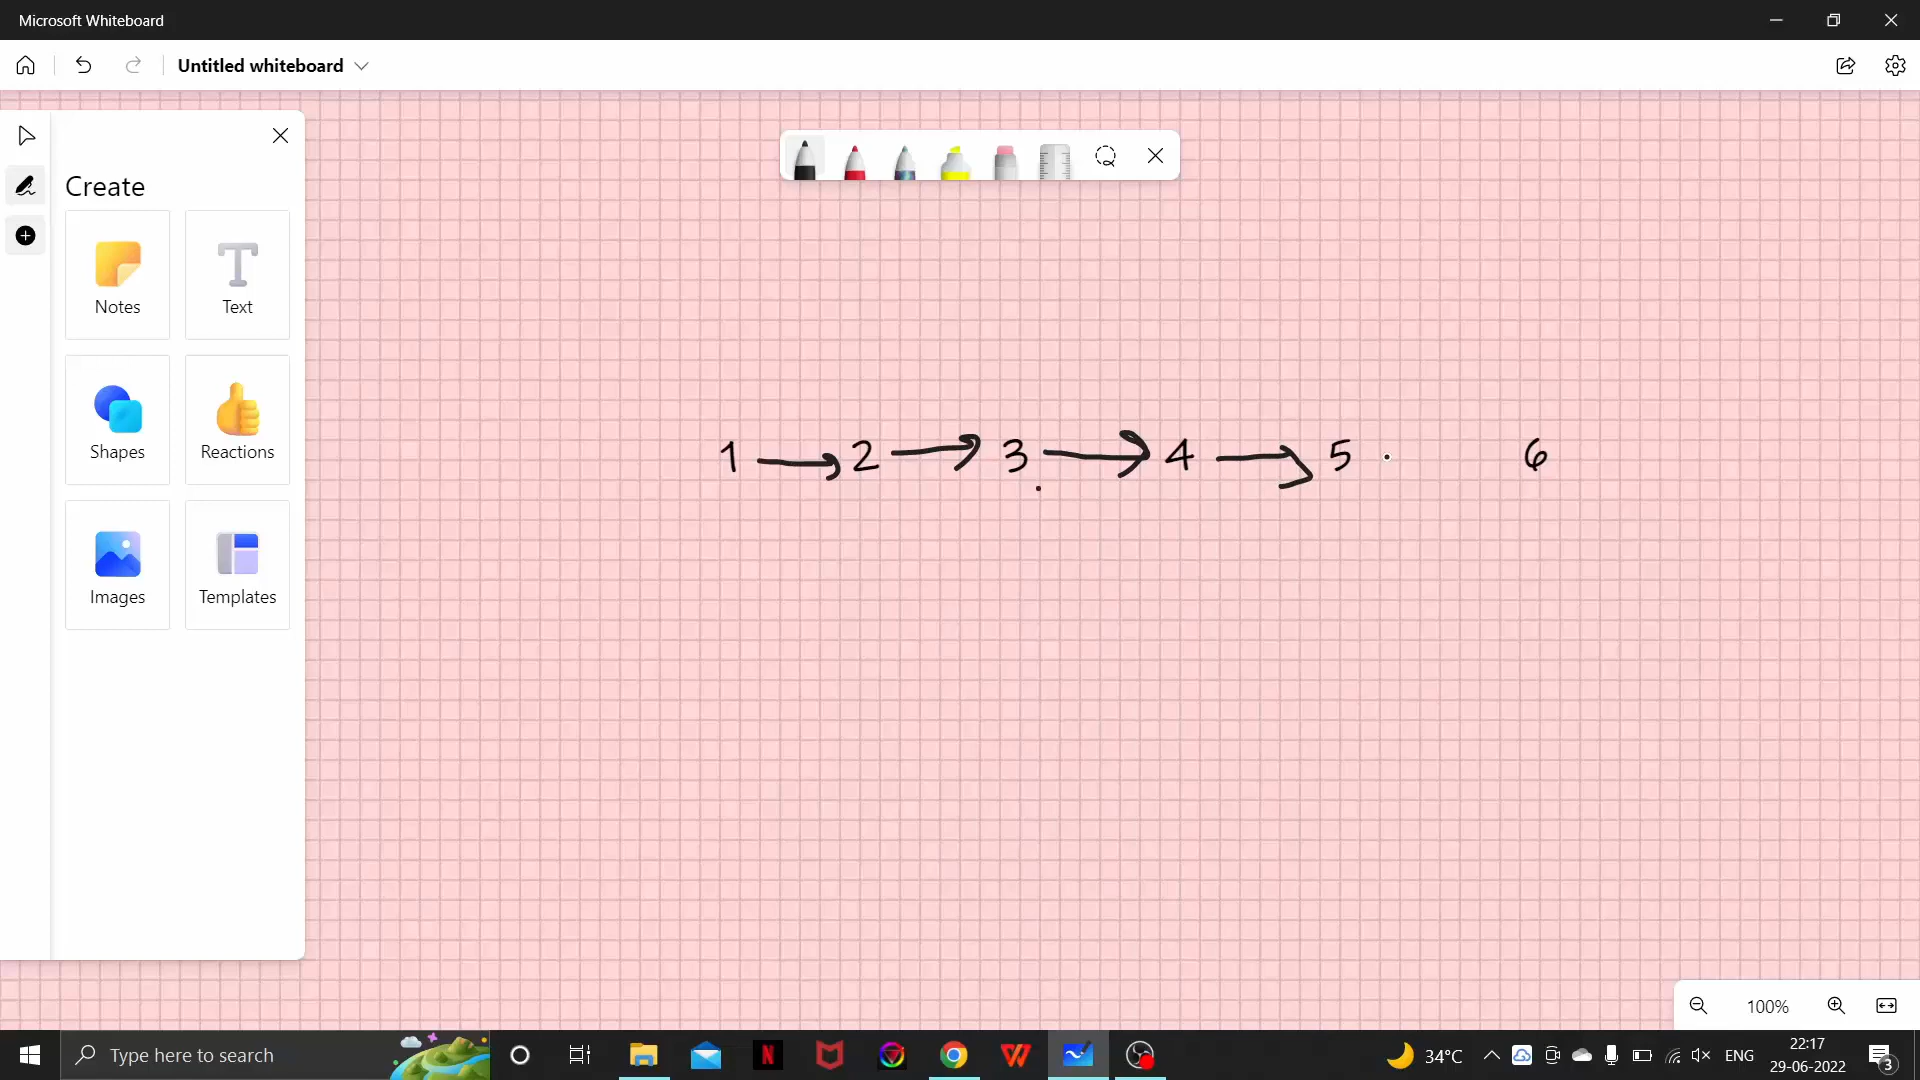 Microsoft Whiteboard
Untitled whiteboard
Create
Notes Text
Shapes Reactions
Images Templates
1 → 2 → 3 → 4 → 5 6
100%
Type here to search
N
W
34°C
ENG
22:17
29-06-2022
3